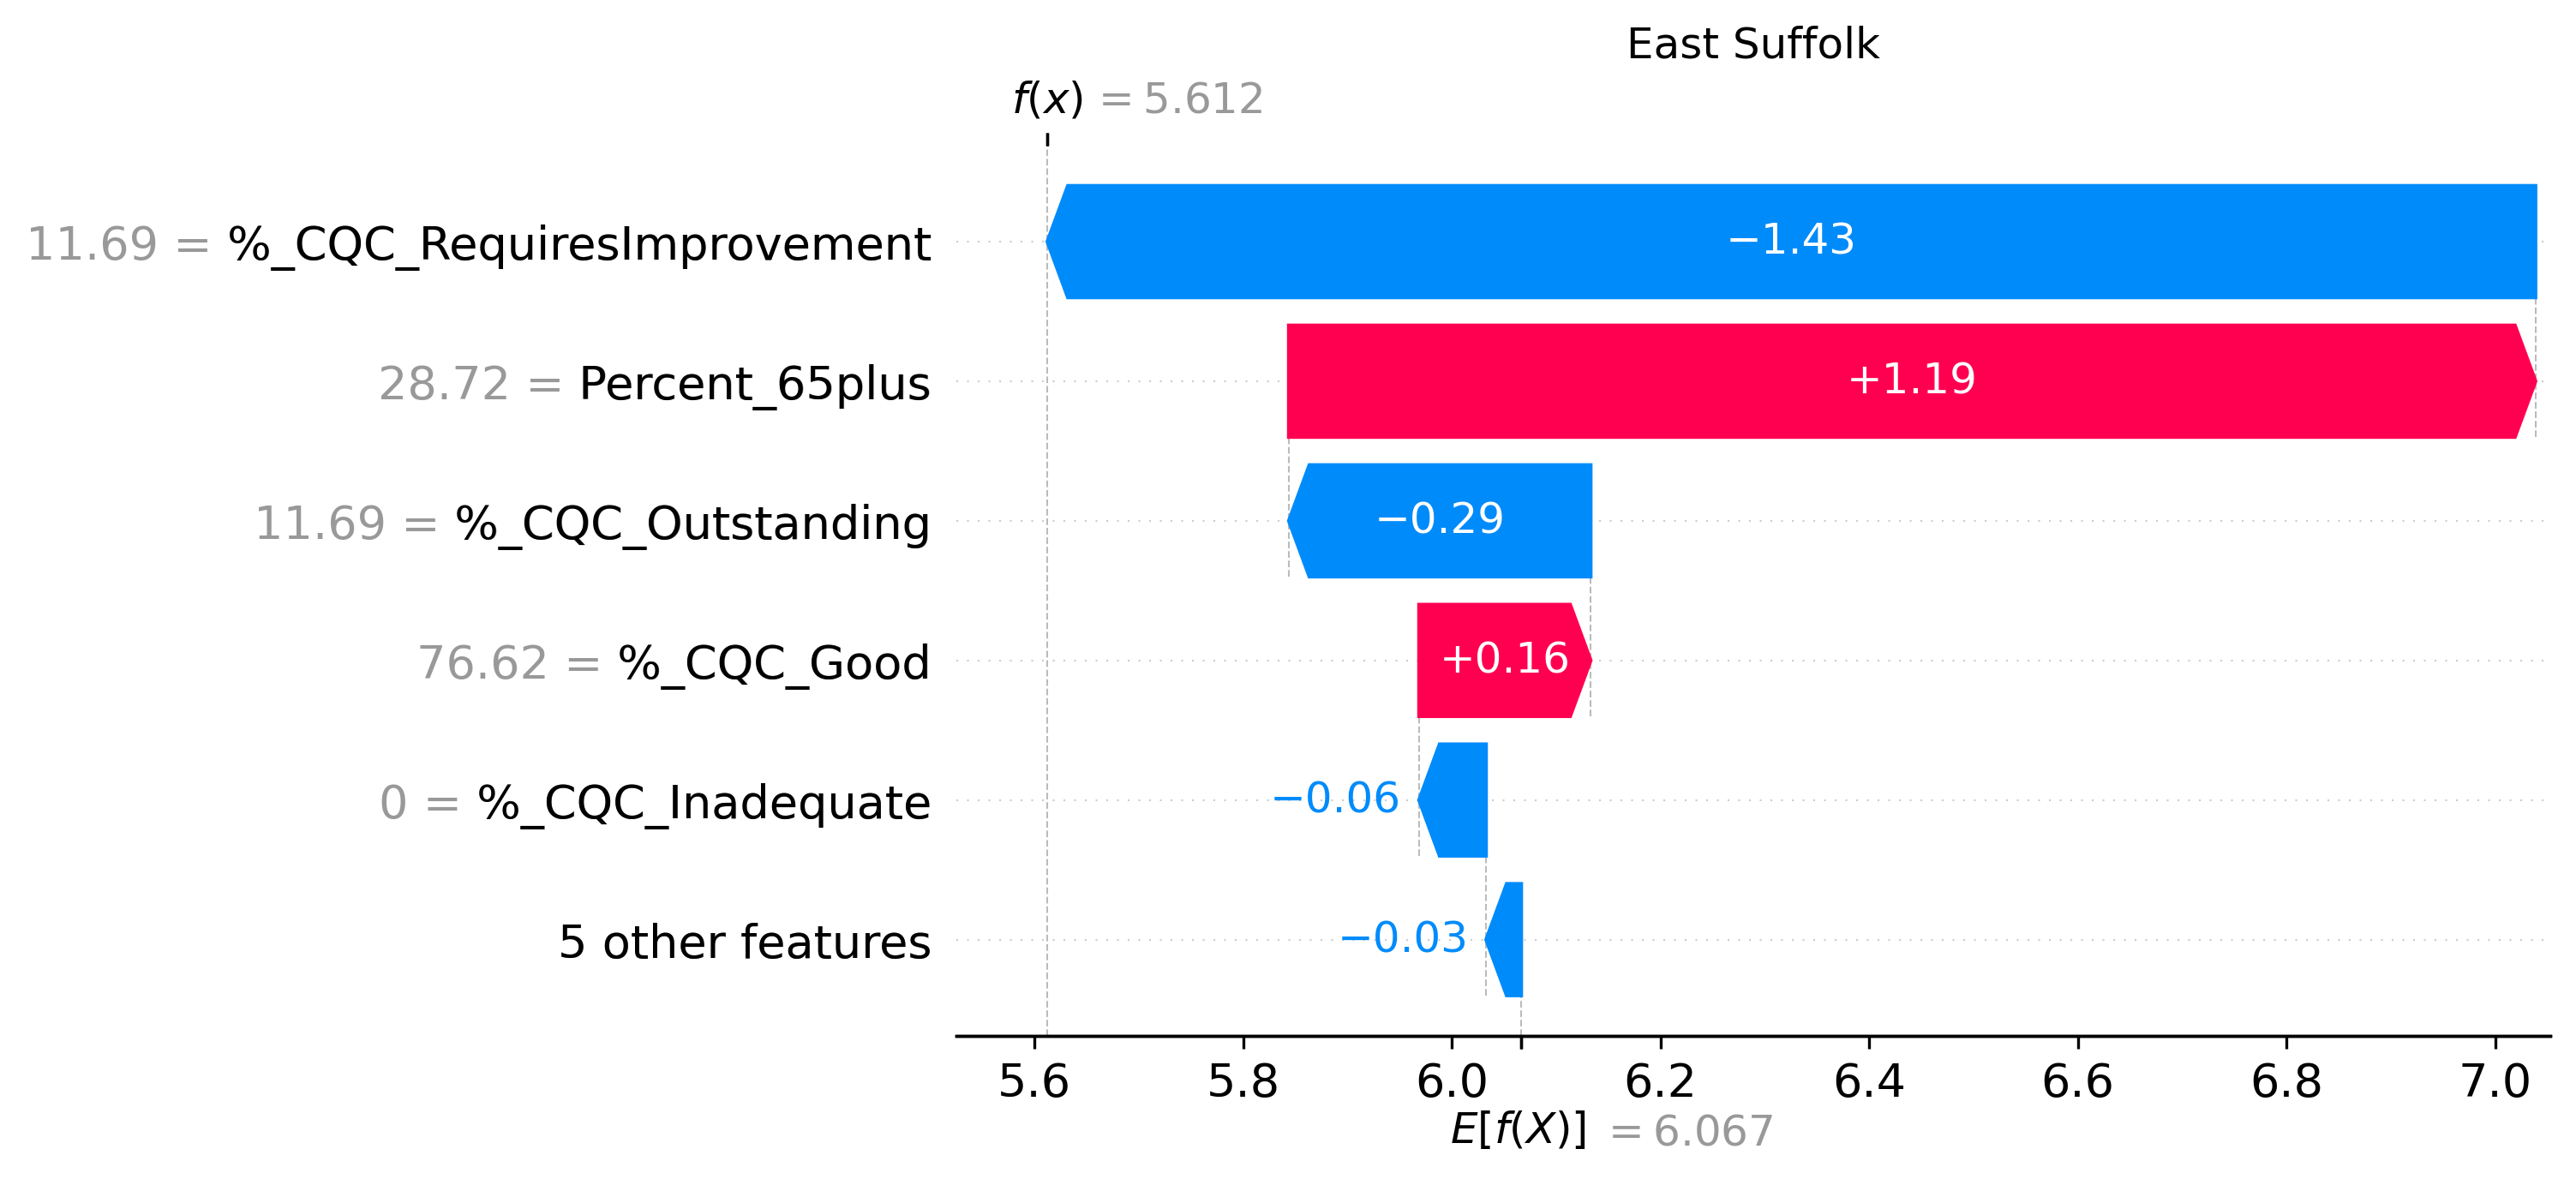 East Suffolk
f(x) = 5.612
11.69 = %_CQC_RequiresImprovement
−1.43
28.72 = Percent_65plus
+1.19
11.69 = %_CQC_Outstanding
−0.29
76.62 = %_CQC_Good
+0.16
0 = %_CQC_Inadequate
−0.06
5 other features
−0.03
5.6 5.8 6.0 6.2 6.4 6.6 6.8 7.0
E[f(X)] = 6.067